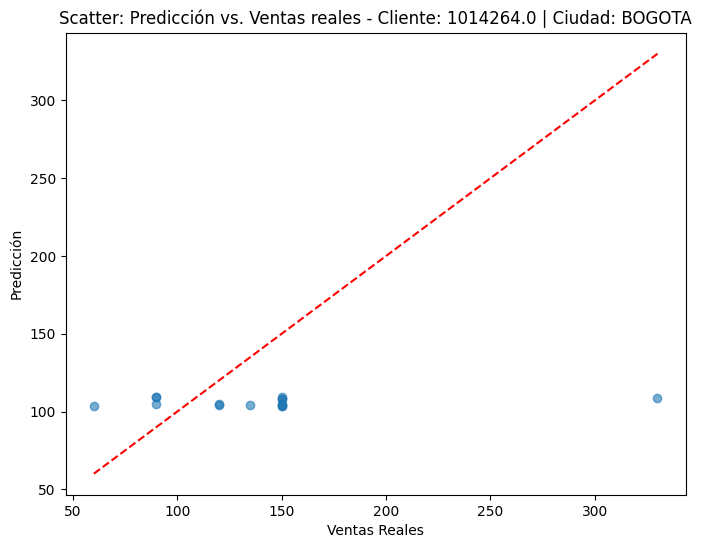 Scatter: Predicción vs. Ventas reales - Cliente: 1014264.0 | Ciudad: BOGOTA
300
250
200
150
100
50
Predicción
50 100 150 200 250 300
Ventas Reales